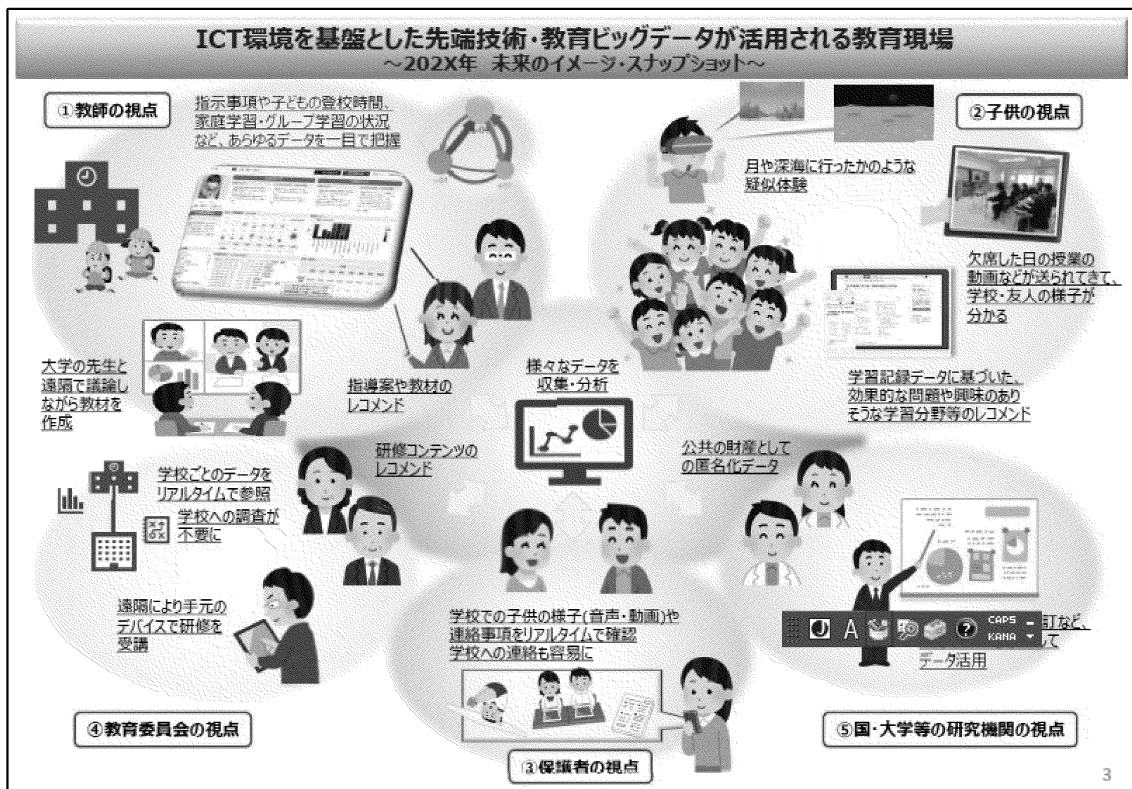 ICT環境を基盤とした先端技術・教育ビッグデータが活用される教育現場
～202X年 未来のイメージ・スナップショット～
①教師の視点
指示事項や子どもの登校時間、
家庭学習・グループ学習の状況
など、あらゆるデータを一目で把握
大学の先生と
遠隔で議論し
ながら教材を
作成
指導案や教材の
レコメンド
②子供の視点
月や深海に行ったかのような
疑似体験
欠席した日の授業の
動画などが送られてきて、
学校・友人の様子が
分かる
学習記録データに基づいた、
効果的な問題や興味のあり
そうな学習分野等のレコメンド
様々なデータを
収集・分析
研修コンテンツの
レコメンド
公共の財産として
の匿名化データ
学校ごとのデータを
リアルタイムで参照
学校への調査が
不要に
遠隔により手元の
デバイスで研修を
受講
④教育委員会の視点
学校での子供の様子(音声・動画)や
連絡事項をリアルタイムで確認
学校への連絡も容易に
③保護者の視点
A
CAPS
KANA
訂など、
して
データ活用
⑤国・大学等の研究機関の視点
3